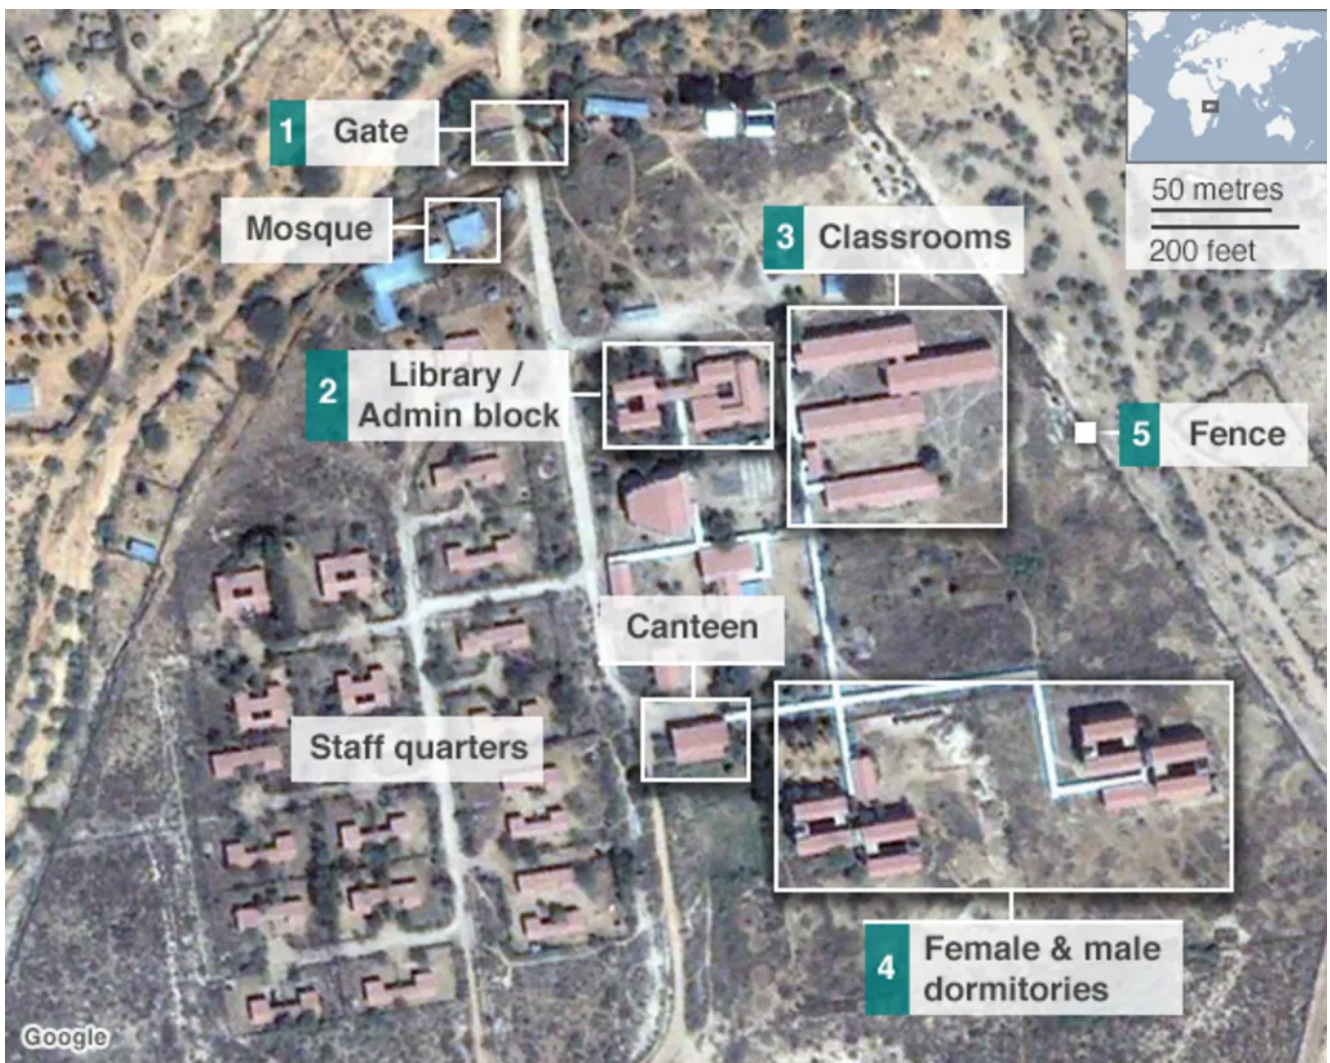 1 Gate
50 metres
200 feet
Mosque
3 Classrooms
2 Library /
Admin block
5 Fence
Canteen
Staff quarters
4 Female & male
dormitories
Google